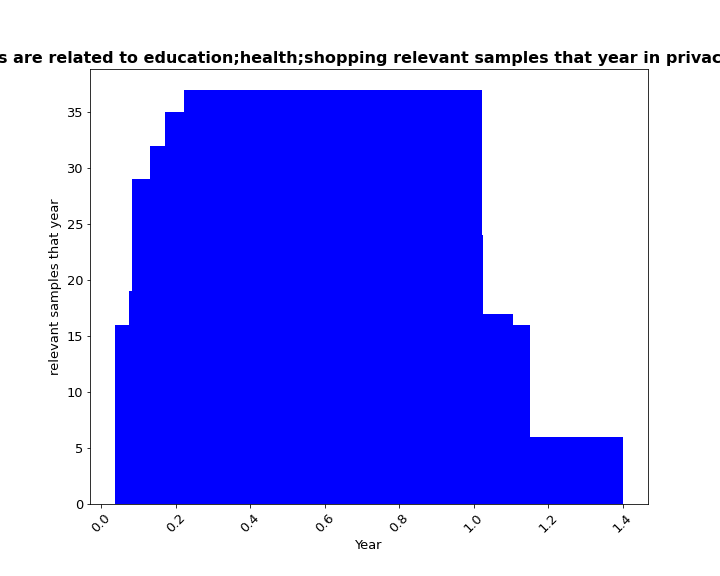 s are related to education;health;shopping relevant samples that year in privac
relevant samples that year
35
30
25
20
15
10
5
0
0.0 0.2 0.4 0.6 0.8 1.0 1.2 1.4
Year